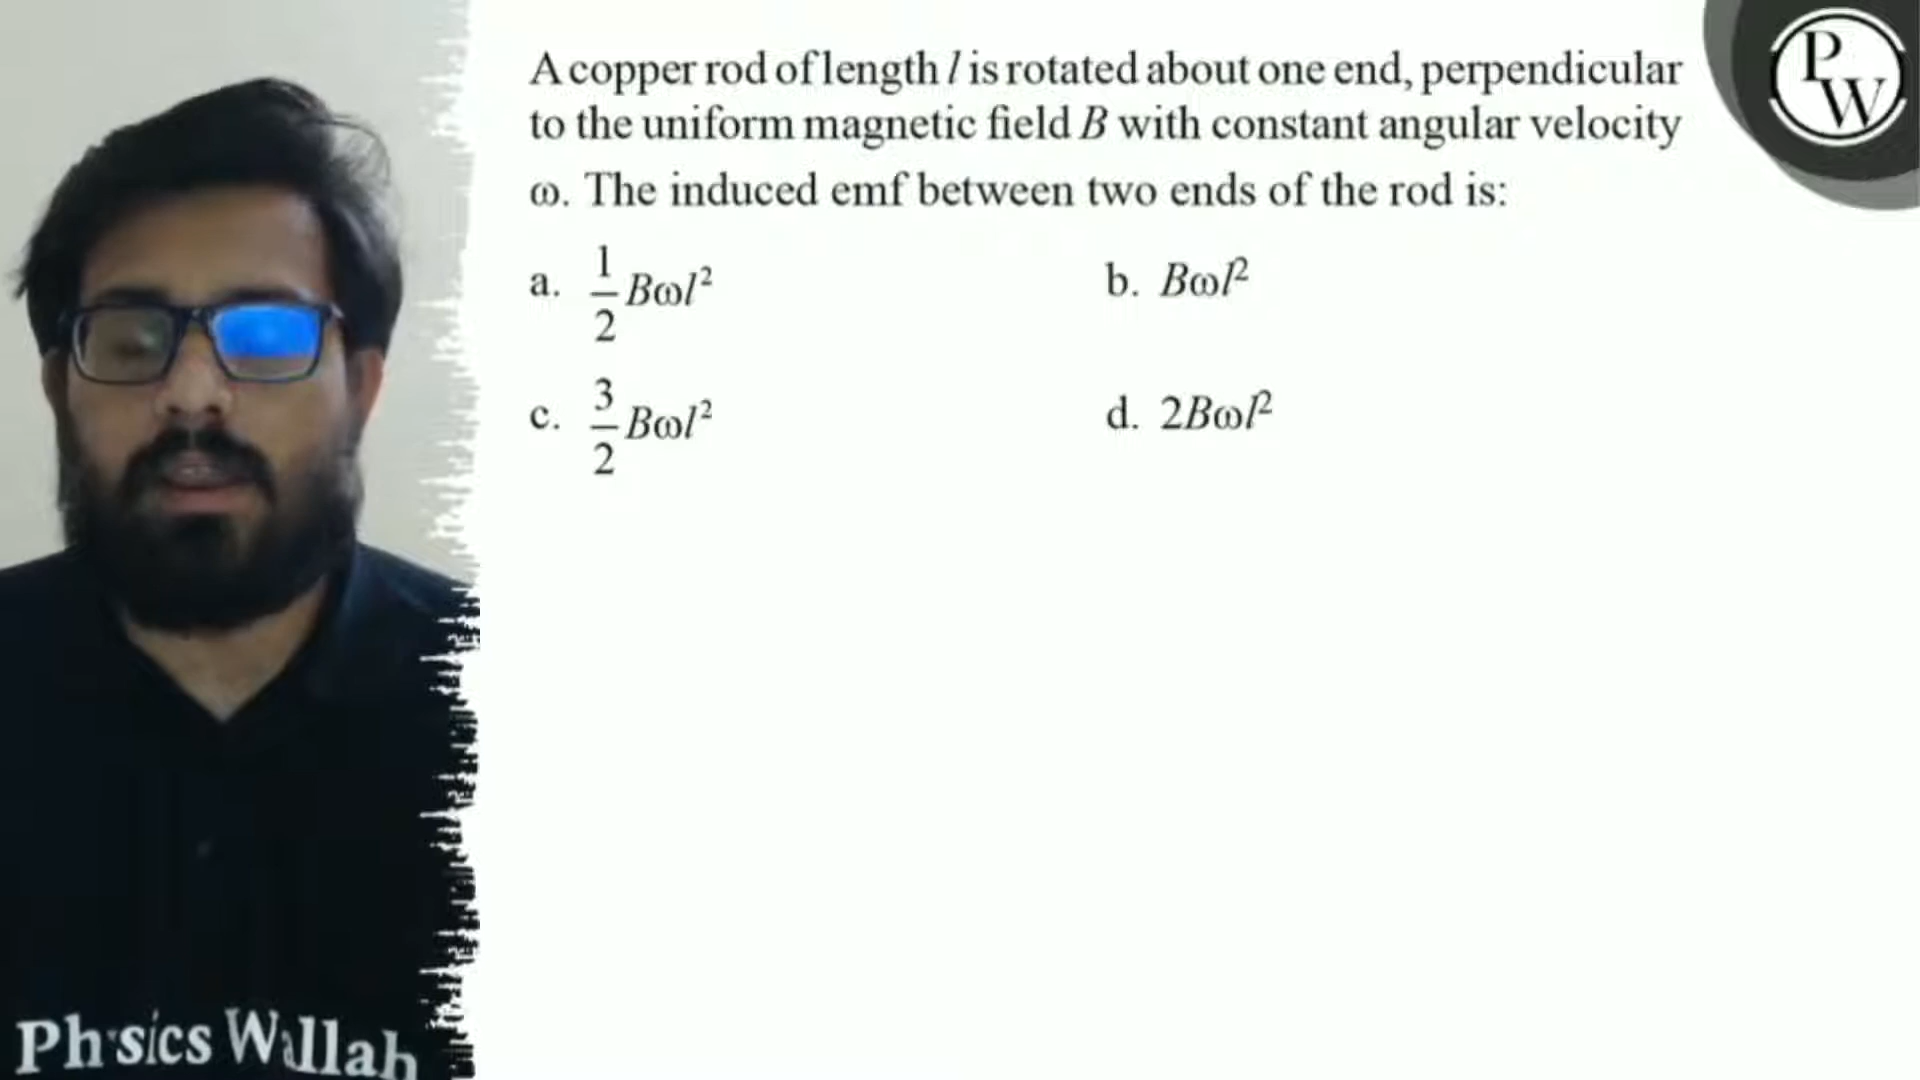 A copper rod of length l is rotated about one end, perpendicular
to the uniform magnetic field B with constant angular velocity
ω. The induced emf between two ends of the rod is:
a. 1/2 Bωl² b. Bωl²
c. 3/2 Bωl² d. 2Bωl²
PW
Physics Wallah